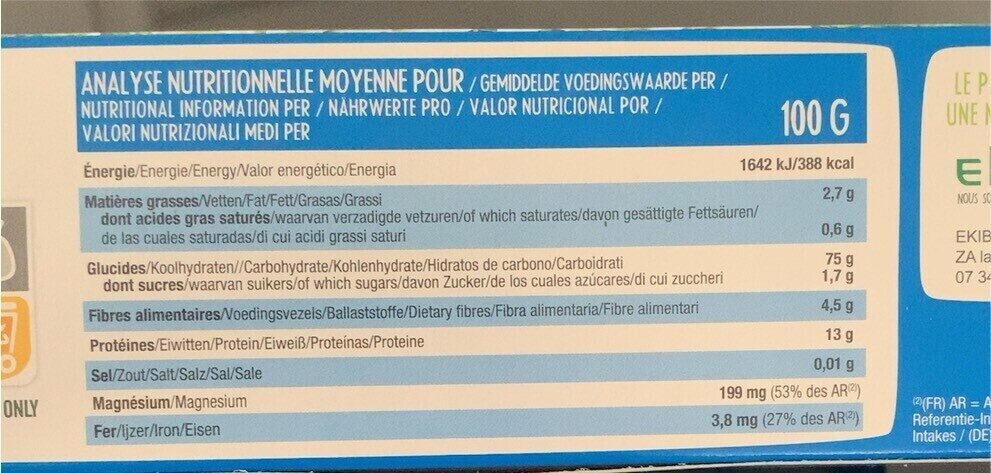 ANALYSE NUTRITIONNELLE MOYENNE POUR / GEMIDDELDE VOEDINGSWAARDE PER /
NUTRITIONAL INFORMATION PER / NÄHRWERTE PRO / VALOR NUTRICIONAL POR /
VALORI NUTRIZIONALI MEDI PER
100 G
Énergie/Energie/Energy/Valor energético/Energia 1642 kJ/388 kcal
Matières grasses/Vetten/Fat/Fett/Grasas/Grassi 2,7 g
dont acides gras saturés/waarvan verzadigde vetzuren/of which saturates/davon gesättigte Fettsäuren/
de las cuales saturadas/di cui acidi grassi saturi 0,6 g
Glucides/Koolhydraten//Carbohydrate/Kohlenhydrate/Hidratos de carbono/Carboidrati 75 g
dont sucres/waarvan suikers/of which sugars/davon Zucker/de los cuales azúcares/di cui zuccheri 1,7 g
Fibres alimentaires/Voedingsvezels/Ballaststoffe/Dietary fibres/Fibra alimentaria/Fibre alimentari 4,5 g
Protéines/Eiwitten/Protein/Eiweiß/Proteínas/Proteine 13 g
Sel/Zout/Salt/Salz/Sal/Sale 0,01 g
Magnésium/Magnesium 199 mg (53% des AR(2))
Fer/Ijzer/Iron/Eisen 3,8 mg (27% des AR(2))
ONLY
LE P
UNE
E
NOUS SO
EKIB
ZA la
07 34
(2)(FR) AR = A
Referentie-In
Intakes / (DE